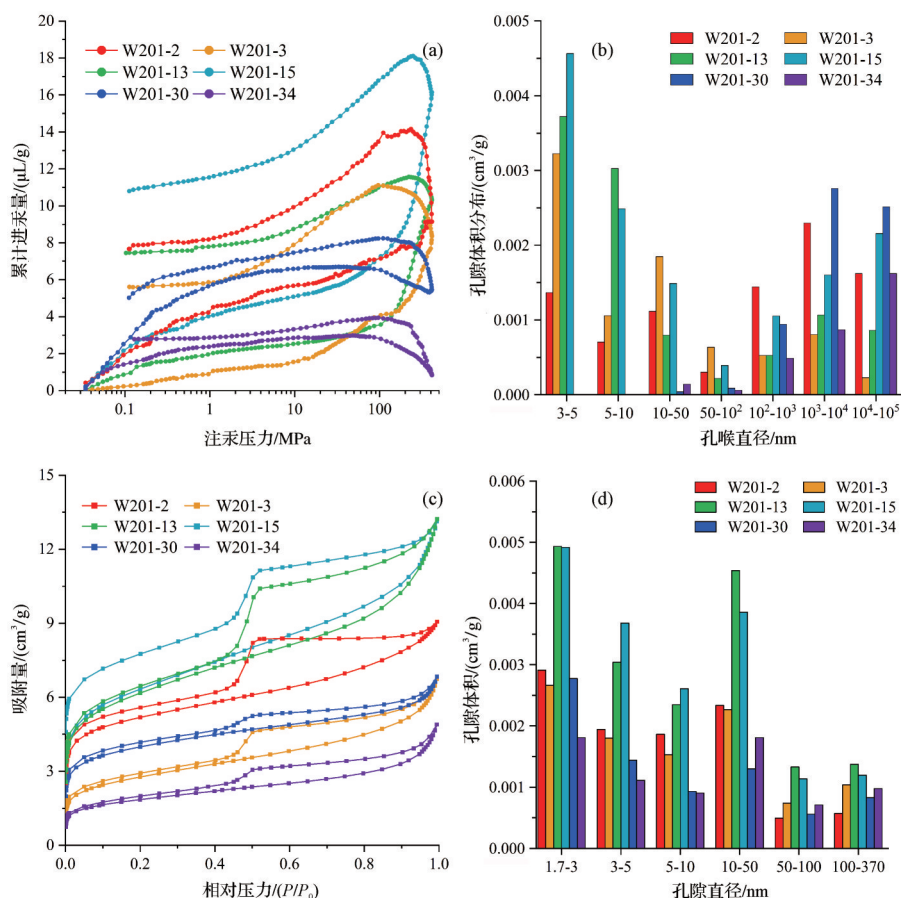 (a)
W201-2 W201-3
W201-13 W201-15
W201-30 W201-34
累计进汞量/(μL/g)
20
18
16
14
12
10
8
6
4
2
0
0.1 1 10 100
注汞压力/MPa
(b)
W201-2 W201-3
W201-13 W201-15
W201-30 W201-34
孔隙体积分布/(cm³/g)
0.005
0.004
0.003
0.002
0.001
0.000
3-5 5-10 10-50 50-10² 10²-10³ 10³-10⁴ 10⁴-10⁵
孔喉直径/nm
(c)
W201-2 W201-3
W201-13 W201-15
W201-30 W201-34
吸附量/(cm³/g)
15
12
9
6
3
0
0.0 0.2 0.4 0.6 0.8 1.0
相对压力/(P/P₀)
(d)
W201-2 W201-3
W201-13 W201-15
W201-30 W201-34
孔隙体积/(cm³/g)
0.006
0.005
0.004
0.003
0.002
0.001
0.000
1.7-3 3-5 5-10 10-50 50-100 100-370
孔隙直径/nm